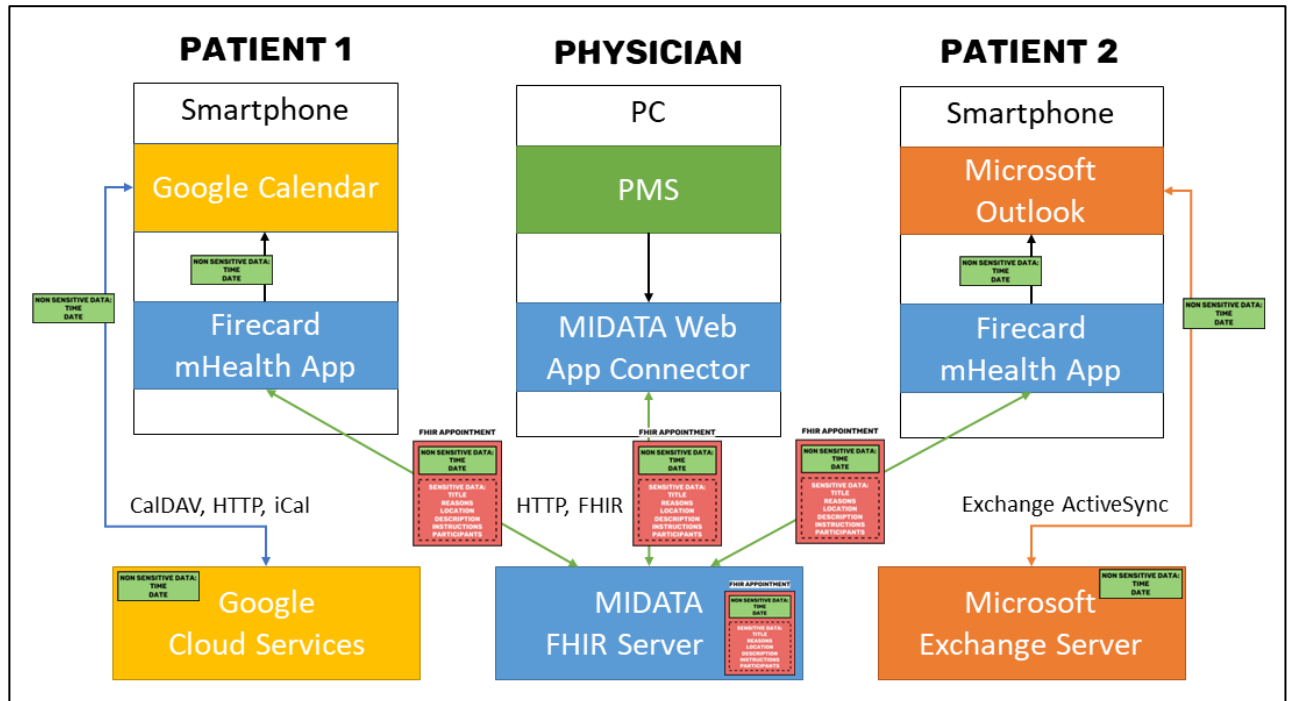 PATIENT 1
PHYSICIAN
PATIENT 2
Smartphone
PC
Smartphone
Google Calendar
PMS
Microsoft
Outlook
NON SENSITIVE DATA:
TIME
DATE
NON SENSITIVE DATA:
TIME
DATE
NON SENSITIVE DATA:
TIME
DATE
NON SENSITIVE DATA:
TIME
DATE
Firecard
mHealth App
MIDATA Web
App Connector
Firecard
mHealth App
FHIR APPOINTMENT
NON SENSITIVE DATA:
TIME
DATE
SENSITIVE DATA:
TITLE
REASONS
LOCATION
DESCRIPTION
INSTRUCTIONS
PARTICIPANTS
FHIR APPOINTMENT
NON SENSITIVE DATA:
TIME
DATE
SENSITIVE DATA:
TITLE
REASONS
LOCATION
DESCRIPTION
INSTRUCTIONS
PARTICIPANTS
FHIR APPOINTMENT
NON SENSITIVE DATA:
TIME
DATE
SENSITIVE DATA:
TITLE
REASONS
LOCATION
DESCRIPTION
INSTRUCTIONS
PARTICIPANTS
CalDAV, HTTP, iCal
HTTP, FHIR
Exchange ActiveSync
NON SENSITIVE DATA:
TIME
DATE
Google
Cloud Services
MIDATA
FHIR Server
FHIR APPOINTMENT
NON SENSITIVE DATA:
TIME
DATE
SENSITIVE DATA:
TITLE
REASONS
LOCATION
DESCRIPTION
INSTRUCTIONS
PARTICIPANTS
NON SENSITIVE DATA:
TIME
DATE
Microsoft
Exchange Server